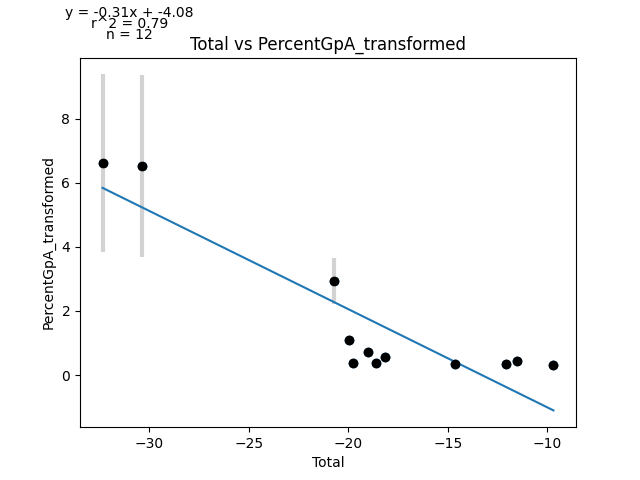 y = -0.31x + -4.08
r^2 = 0.79
n = 12
Total vs PercentGpA_transformed
PercentGpA_transformed
8
6
4
2
0
−30
−25
−20
−15
−10
Total